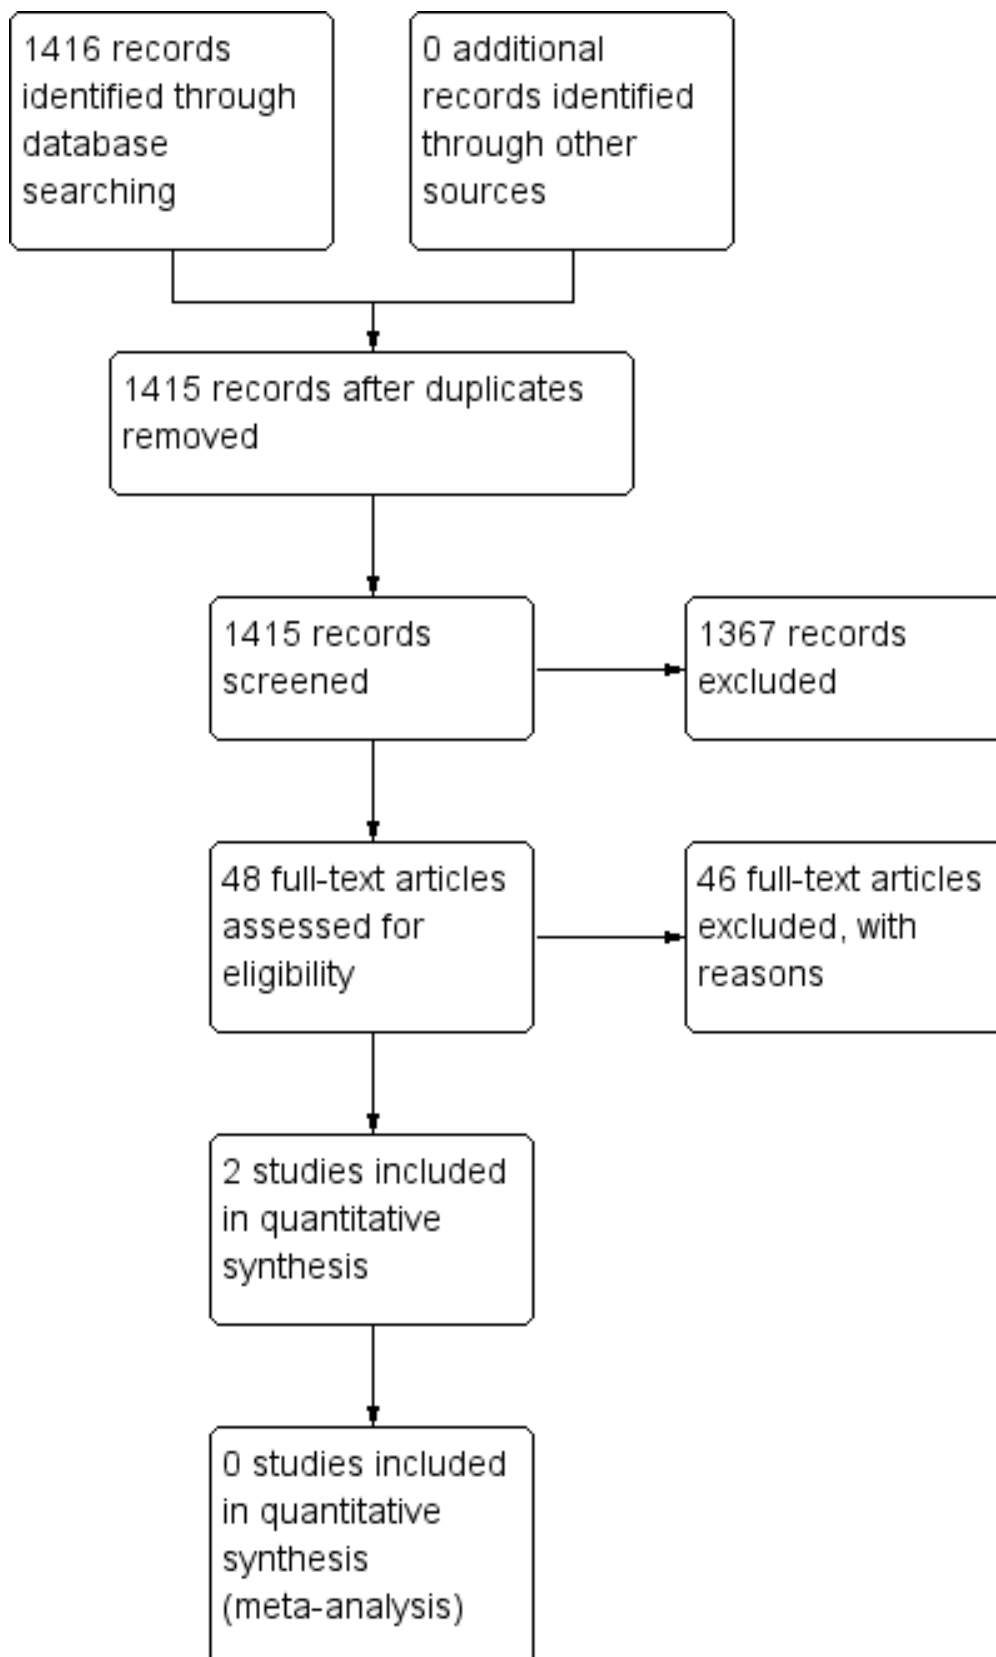 1416 records
identified through
database
searching
0 additional
records identified
through other
sources
1415 records after duplicates
removed
1415 records
screened
1367 records
excluded
48 full-text articles
assessed for
eligibility
46 full-text articles
excluded, with
reasons
2 studies included
in quantitative
synthesis
0 studies included
in quantitative
synthesis
(meta-analysis)